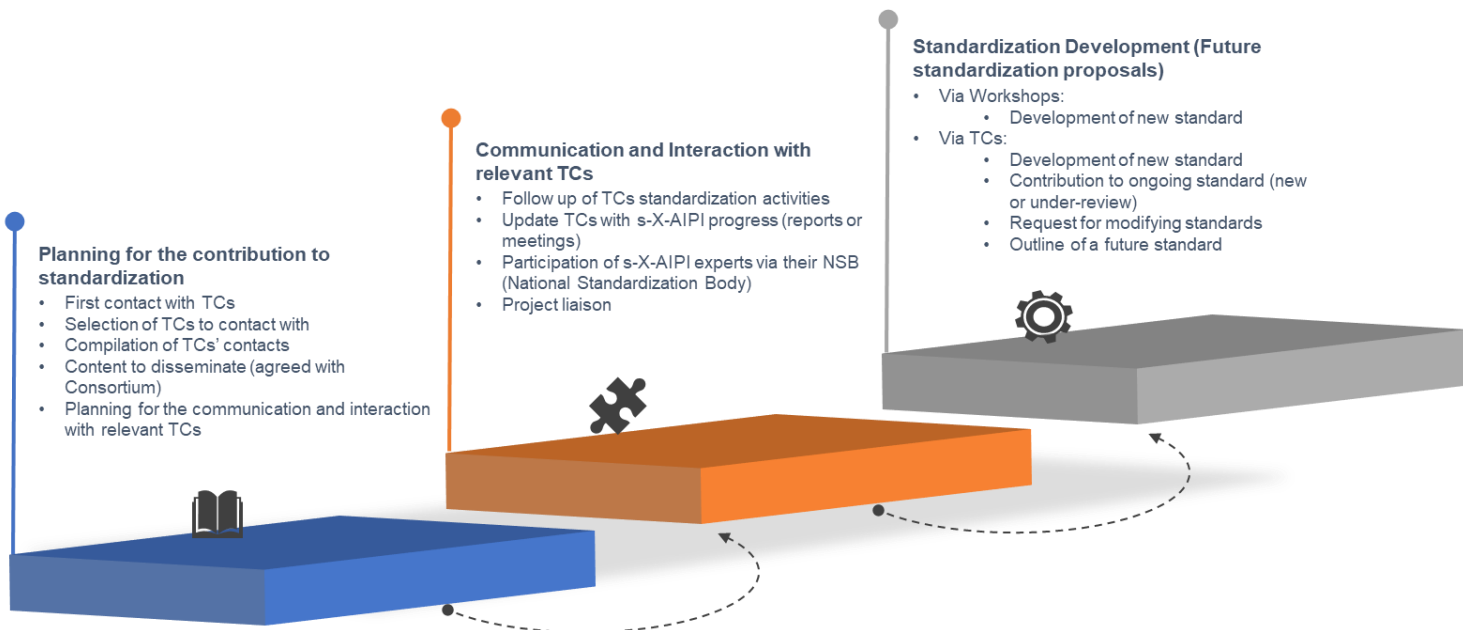 Planning for the contribution to
standardization
• First contact with TCs
• Selection of TCs to contact with
• Compilation of TCs’ contacts
• Content to disseminate (agreed with
Consortium)
• Planning for the communication and interaction
with relevant TCs
Communication and Interaction with
relevant TCs
• Follow up of TCs standardization activities
• Update TCs with s-X-AIPI progress (reports or
meetings)
• Participation of s-X-AIPI experts via their NSB
(National Standardization Body)
• Project liaison
Standardization Development (Future
standardization proposals)
• Via Workshops:
• Development of new standard
• Via TCs:
• Development of new standard
• Contribution to ongoing standard (new
or under-review)
• Request for modifying standards
• Outline of a future standard